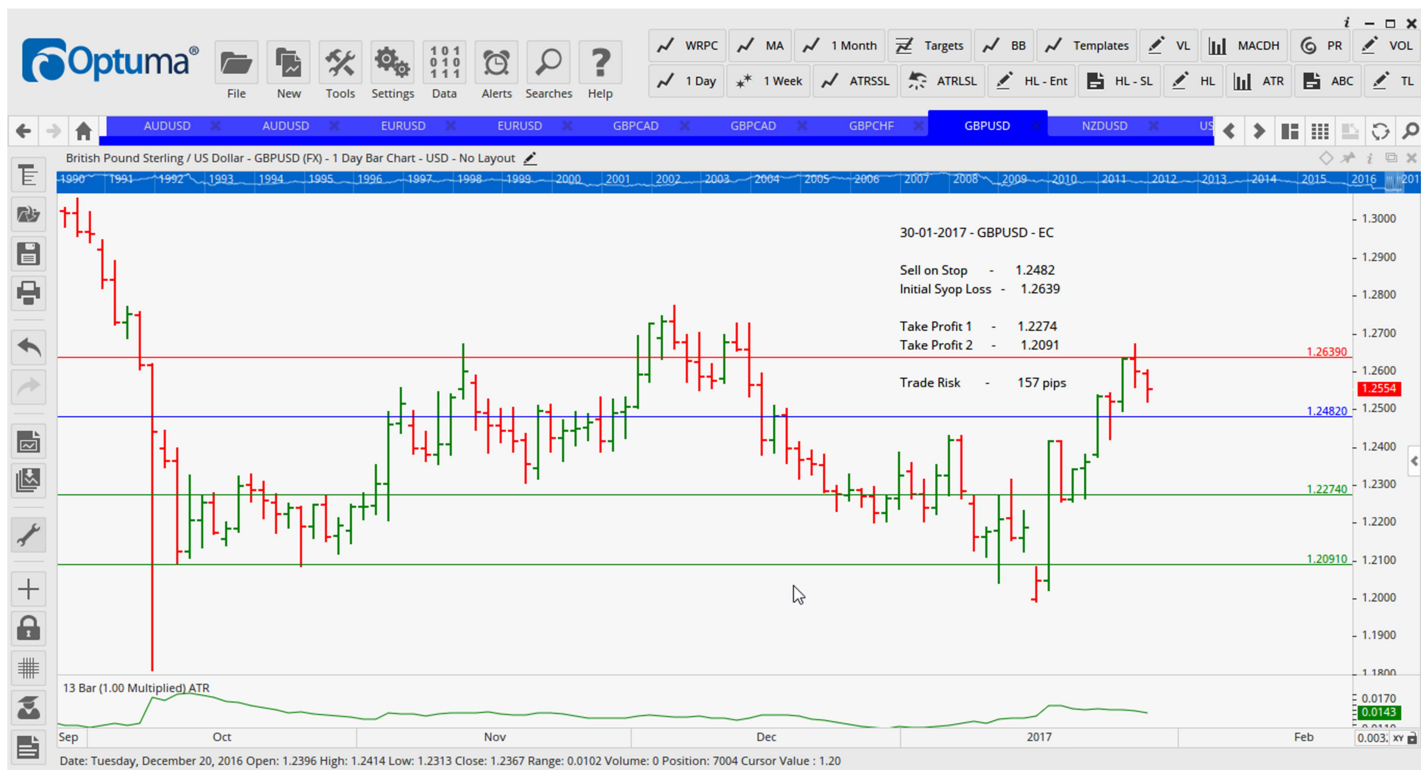 i
Optuma®
File New Tools Settings Data Alerts Searches Help
101
010
111
WRPC MA 1 Month Targets BB Templates VL MACDH PR VOL
1 Day 1 Week ATRSSL ATRLSL HL - Ent HL - SL HL ATR ABC TL
AUDUSD AUDUSD EURUSD EURUSD GBPCAD GBPCAD GBPCHF GBPUSD NZDUSD US
British Pound Sterling / US Dollar - GBPUSD (FX) - 1 Day Bar Chart - USD - No Layout
1990 1991 1992 1993 1994 1995 1996 1997 1998 1999 2000 2001 2002 2003 2004 2005 2006 2007 2008 2009 2010 2011 2012 2013 2014 2015 2016 201
30-01-2017 - GBPUSD - EC
Sell on Stop - 1.2482
Initial Syop Loss - 1.2639
Take Profit 1 - 1.2274
Take Profit 2 - 1.2091
Trade Risk - 157 pips
1.3000
1.2900
1.2800
1.2700
1.26390
1.2600
1.2554
1.2500
1.24820
1.2400
1.2300
1.22740
1.2200
1.2100
1.20910
1.2000
1.1900
1.1800
13 Bar (1.00 Multiplied) ATR
0.0170
0.0143
Sep Oct Nov Dec 2017 Feb 0.003: XY
Date: Tuesday, December 20, 2016 Open: 1.2396 High: 1.2414 Low: 1.2313 Close: 1.2367 Range: 0.0102 Volume: 0 Position: 7004 Cursor Value : 1.20